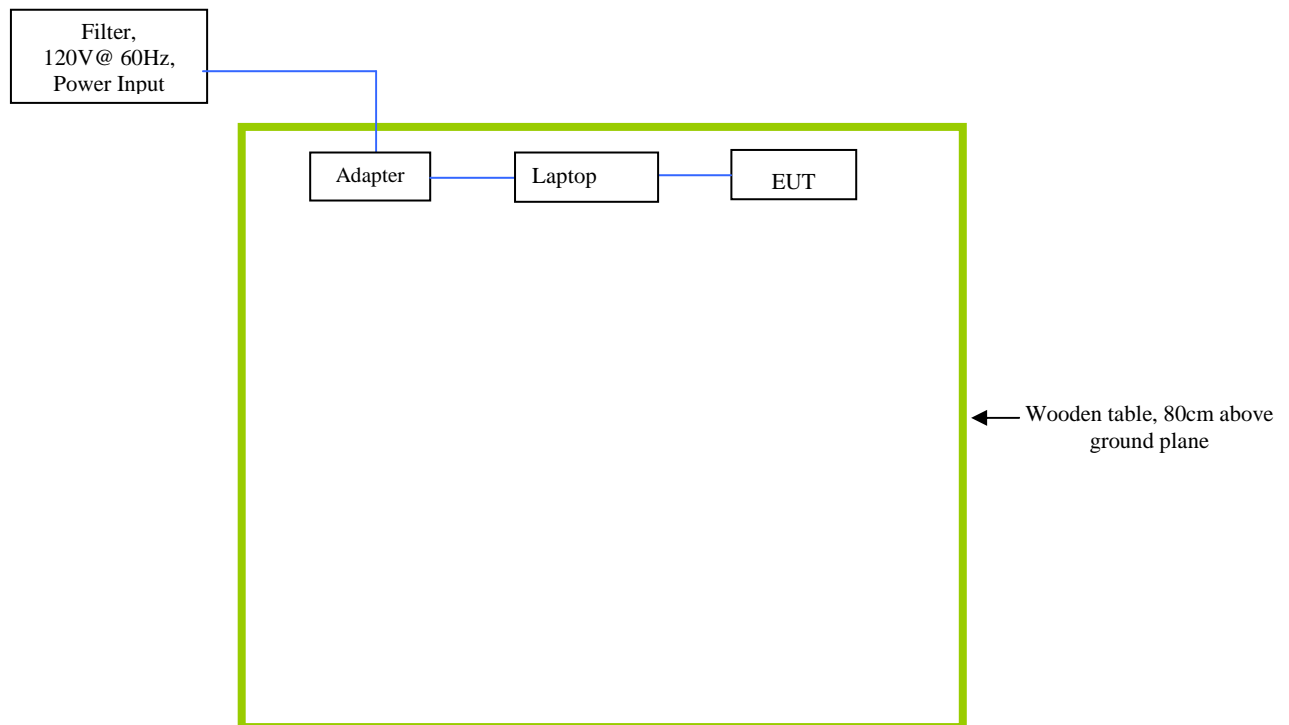 Filter,
120V@ 60Hz,
Power Input
Adapter
Laptop
EUT
Wooden table, 80cm above
ground plane